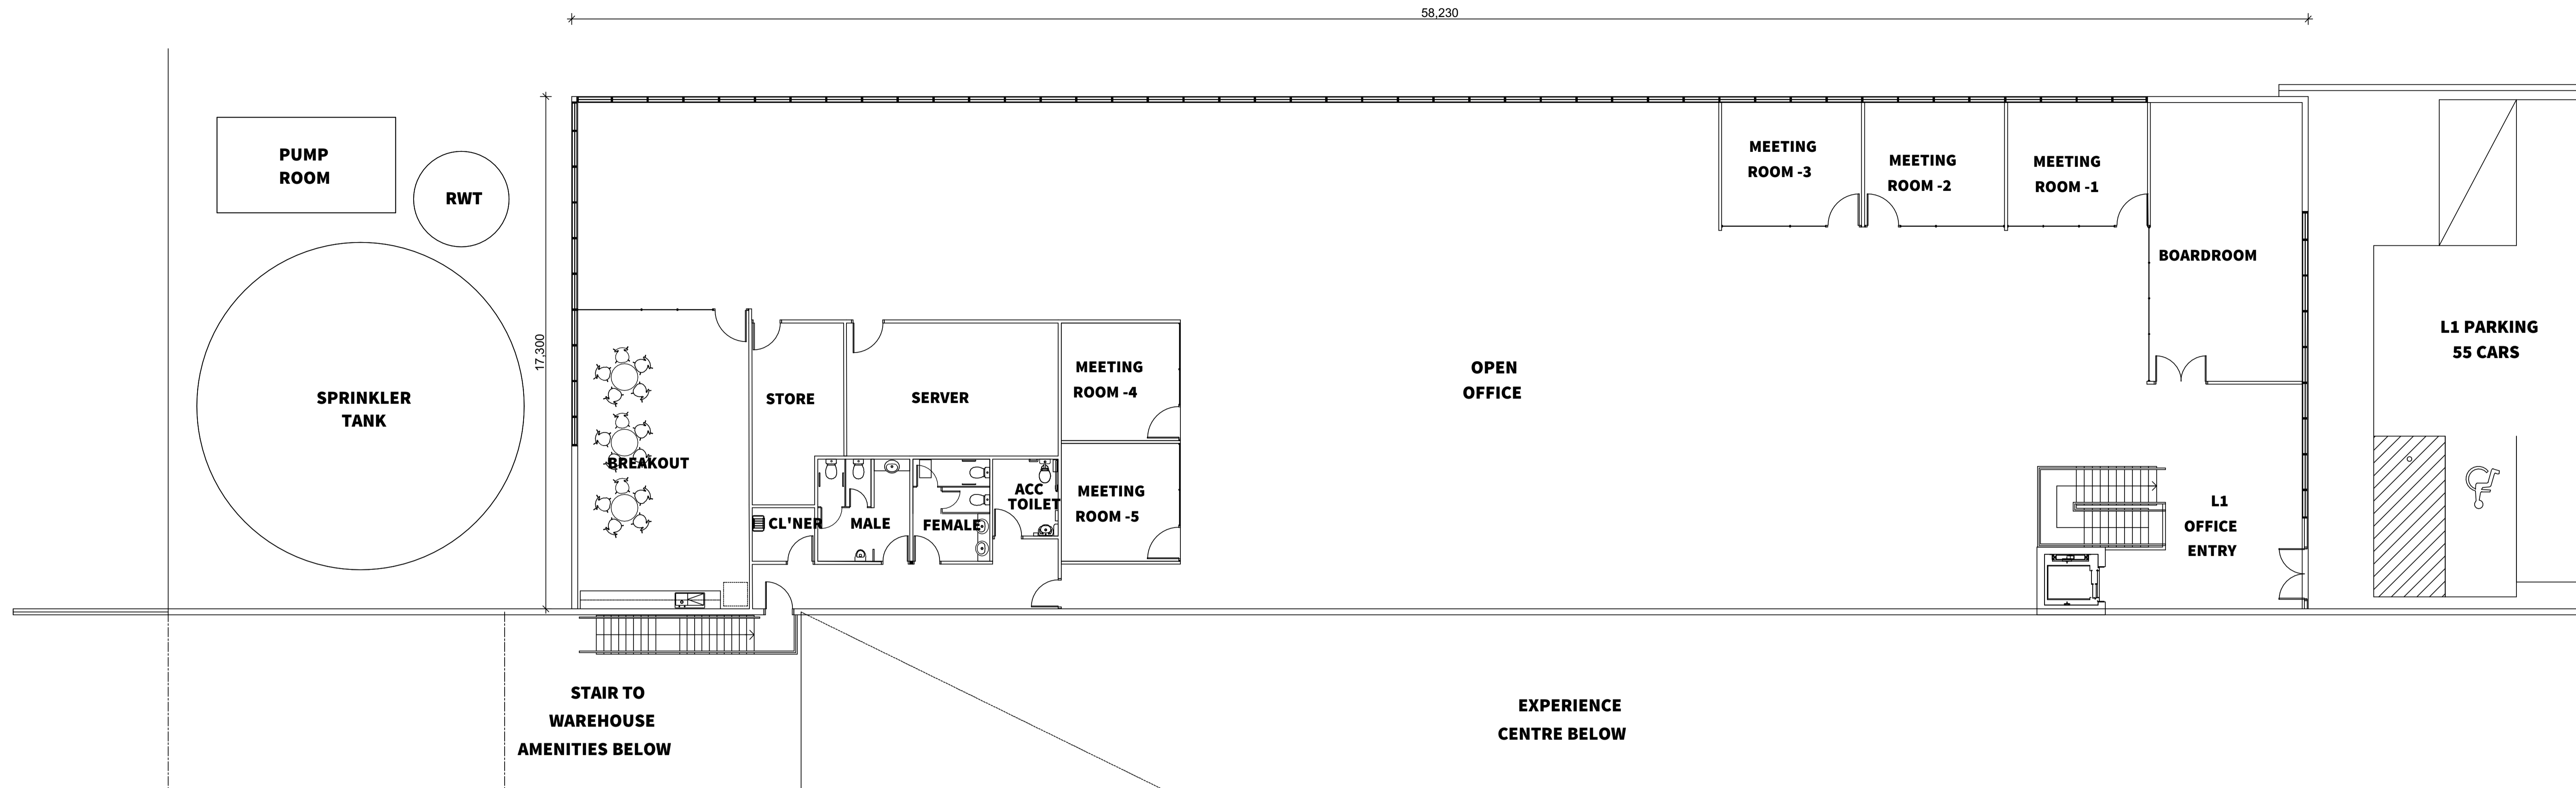 58,230
17,300
PUMP
ROOM
RWT
SPRINKLER
TANK
MEETING
ROOM -3
MEETING
ROOM -2
MEETING
ROOM -1
BOARDROOM
L1 PARKING
55 CARS
OPEN
OFFICE
MEETING
ROOM -4
STORE
SERVER
BREAKOUT
MEETING
ROOM -5
ACC
TOILET
CL'NER
MALE
FEMALE
L1
OFFICE
ENTRY
STAIR TO
WAREHOUSE
AMENITIES BELOW
EXPERIENCE
CENTRE BELOW